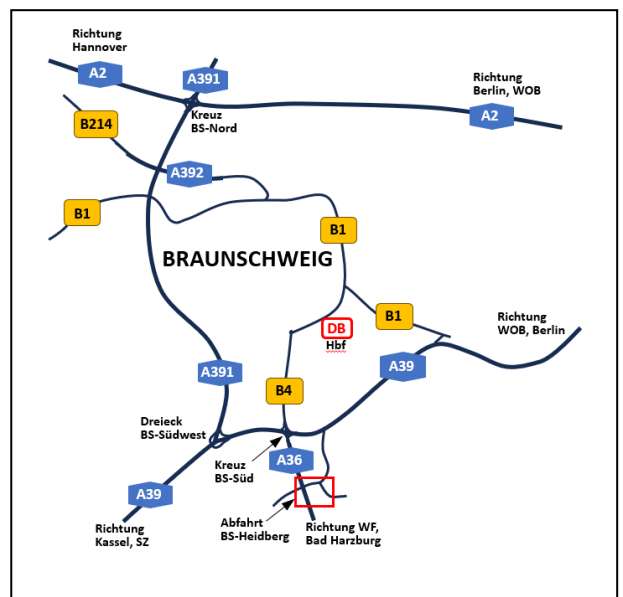 Richtung
Hannover
A2
A391
Kreuz
BS-Nord
Richtung
Berlin, WOB
A2
B214
A392
B1
B1
BRAUNSCHWEIG
B1
DB
Hbf
Richtung
WOB, Berlin
A391
A39
B4
Dreieck
BS-Südwest
Kreuz
BS-Süd
A36
A39
Richtung
Kassel, SZ
Abfahrt
BS-Heidberg
Richtung WF,
Bad Harzburg